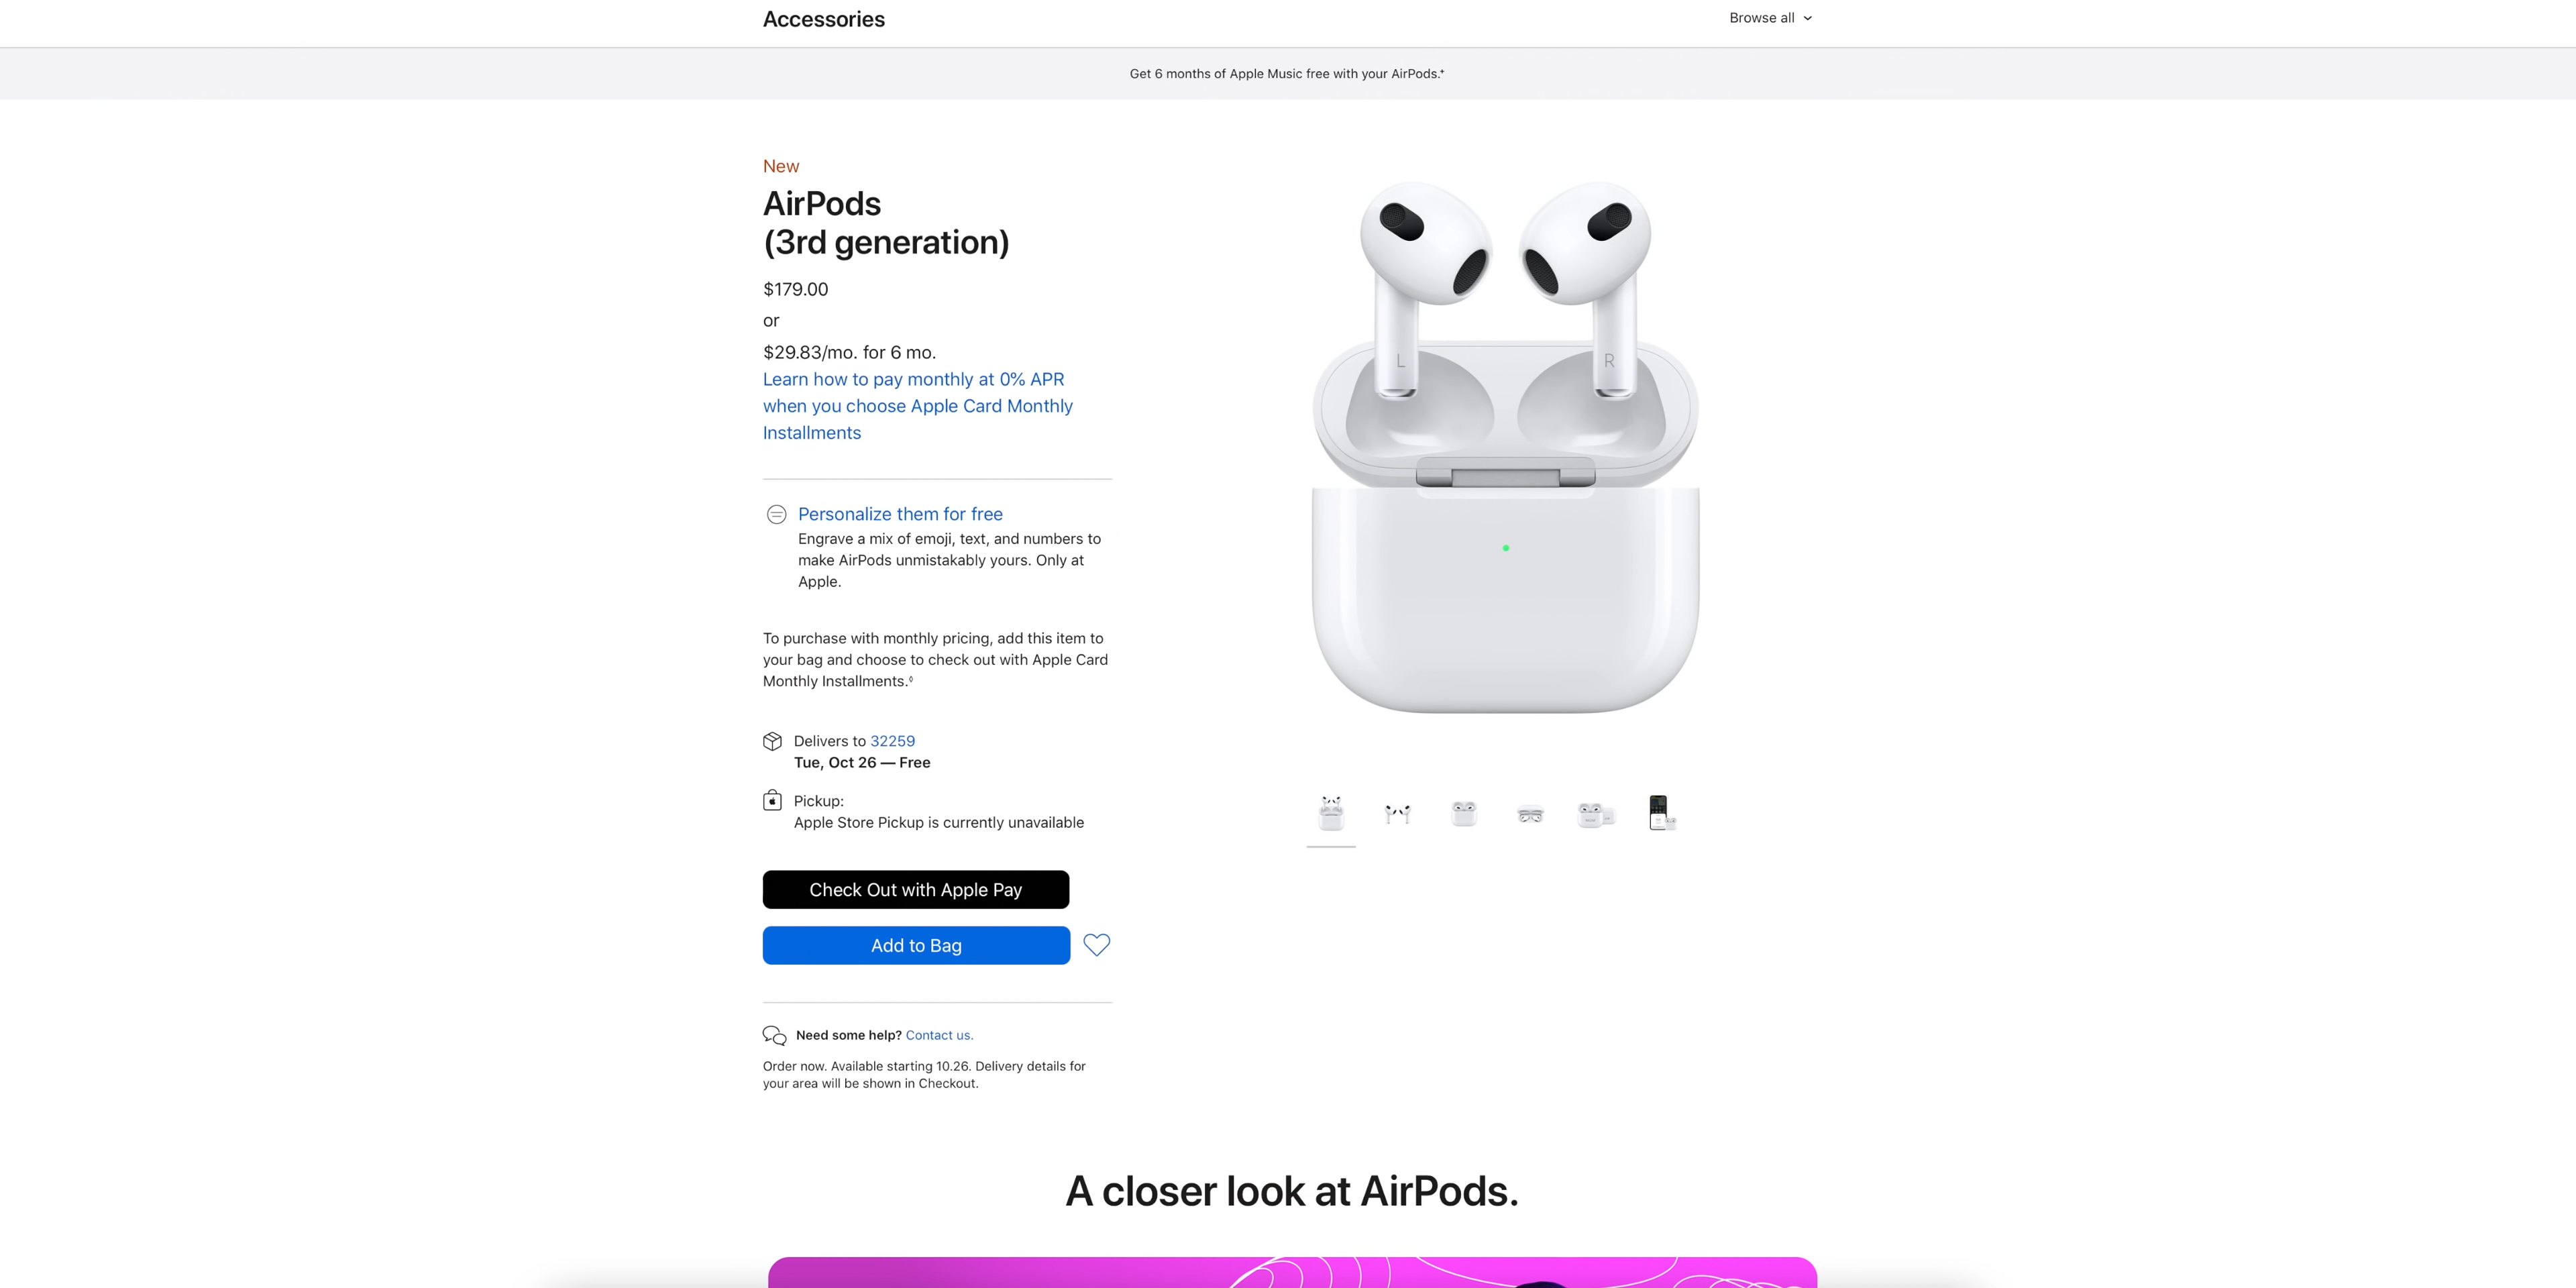 Accessories
Browse all
Get 6 months of Apple Music free with your AirPods.⁺
New
AirPods
(3rd generation)
$179.00
or
$29.83/mo. for 6 mo.
Learn how to pay monthly at 0% APR
when you choose Apple Card Monthly
Installments
Personalize them for free
Engrave a mix of emoji, text, and numbers to
make AirPods unmistakably yours. Only at
Apple.
To purchase with monthly pricing, add this item to
your bag and choose to check out with Apple Card
Monthly Installments.◊
Delivers to 32259
Tue, Oct 26 — Free
Pickup:
Apple Store Pickup is currently unavailable
Check Out with Apple Pay
Add to Bag
Need some help? Contact us.
Order now. Available starting 10.26. Delivery details for
your area will be shown in Checkout.
L
R
A closer look at AirPods.